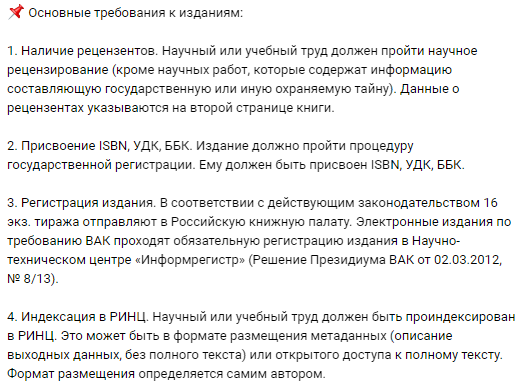 📌 Основные требования к изданиям:
1. Наличие рецензентов. Научный или учебный труд должен пройти научное
рецензирование (кроме научных работ, которые содержат информацию
составляющую государственную или иную охраняемую тайну). Данные о
рецензентах указываются на второй странице книги.
2. Присвоение ISBN, УДК, ББК. Издание должно пройти процедуру
государственной регистрации. Ему должен быть присвоен ISBN, УДК, ББК.
3. Регистрация издания. В соответствии с действующим законодательством 16
экз. тиража отправляют в Российскую книжную палату. Электронные издания по
требованию ВАК проходят обязательную регистрацию издания в Научно-
техническом центре «Информрегистр» (Решение Президиума ВАК от 02.03.2012,
№ 8/13).
4. Индексация в РИНЦ. Научный или учебный труд должен быть проиндексирован
в РИНЦ. Это может быть в формате размещения метаданных (описание
выходных данных, без полного текста) или открытого доступа к полному тексту.
Формат размещения определяется самим автором.